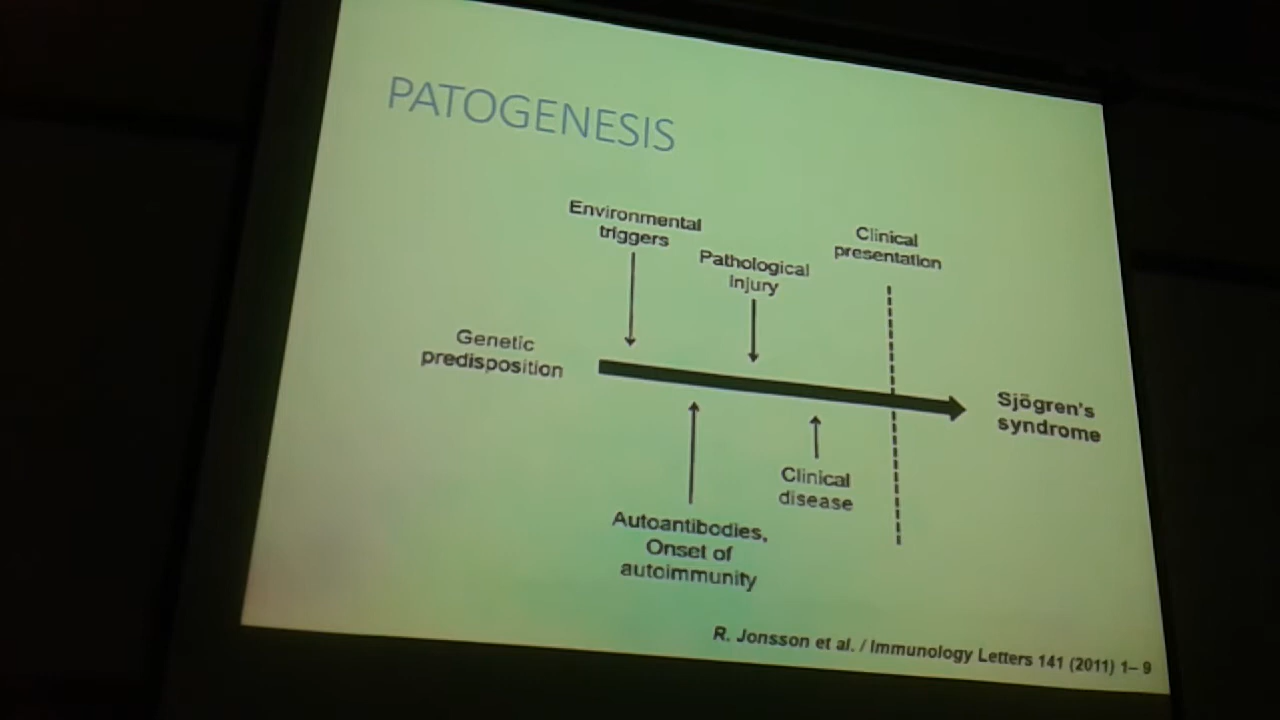 PATOGENESIS
Environmental
triggers
Pathological
injury
Clinical
presentation
Genetic
predisposition
Sjögren's
syndrome
Clinical
disease
Autoantibodies,
Onset of
autoimmunity
R. Jonsson et al. / Immunology Letters 141 (2011) 1– 9